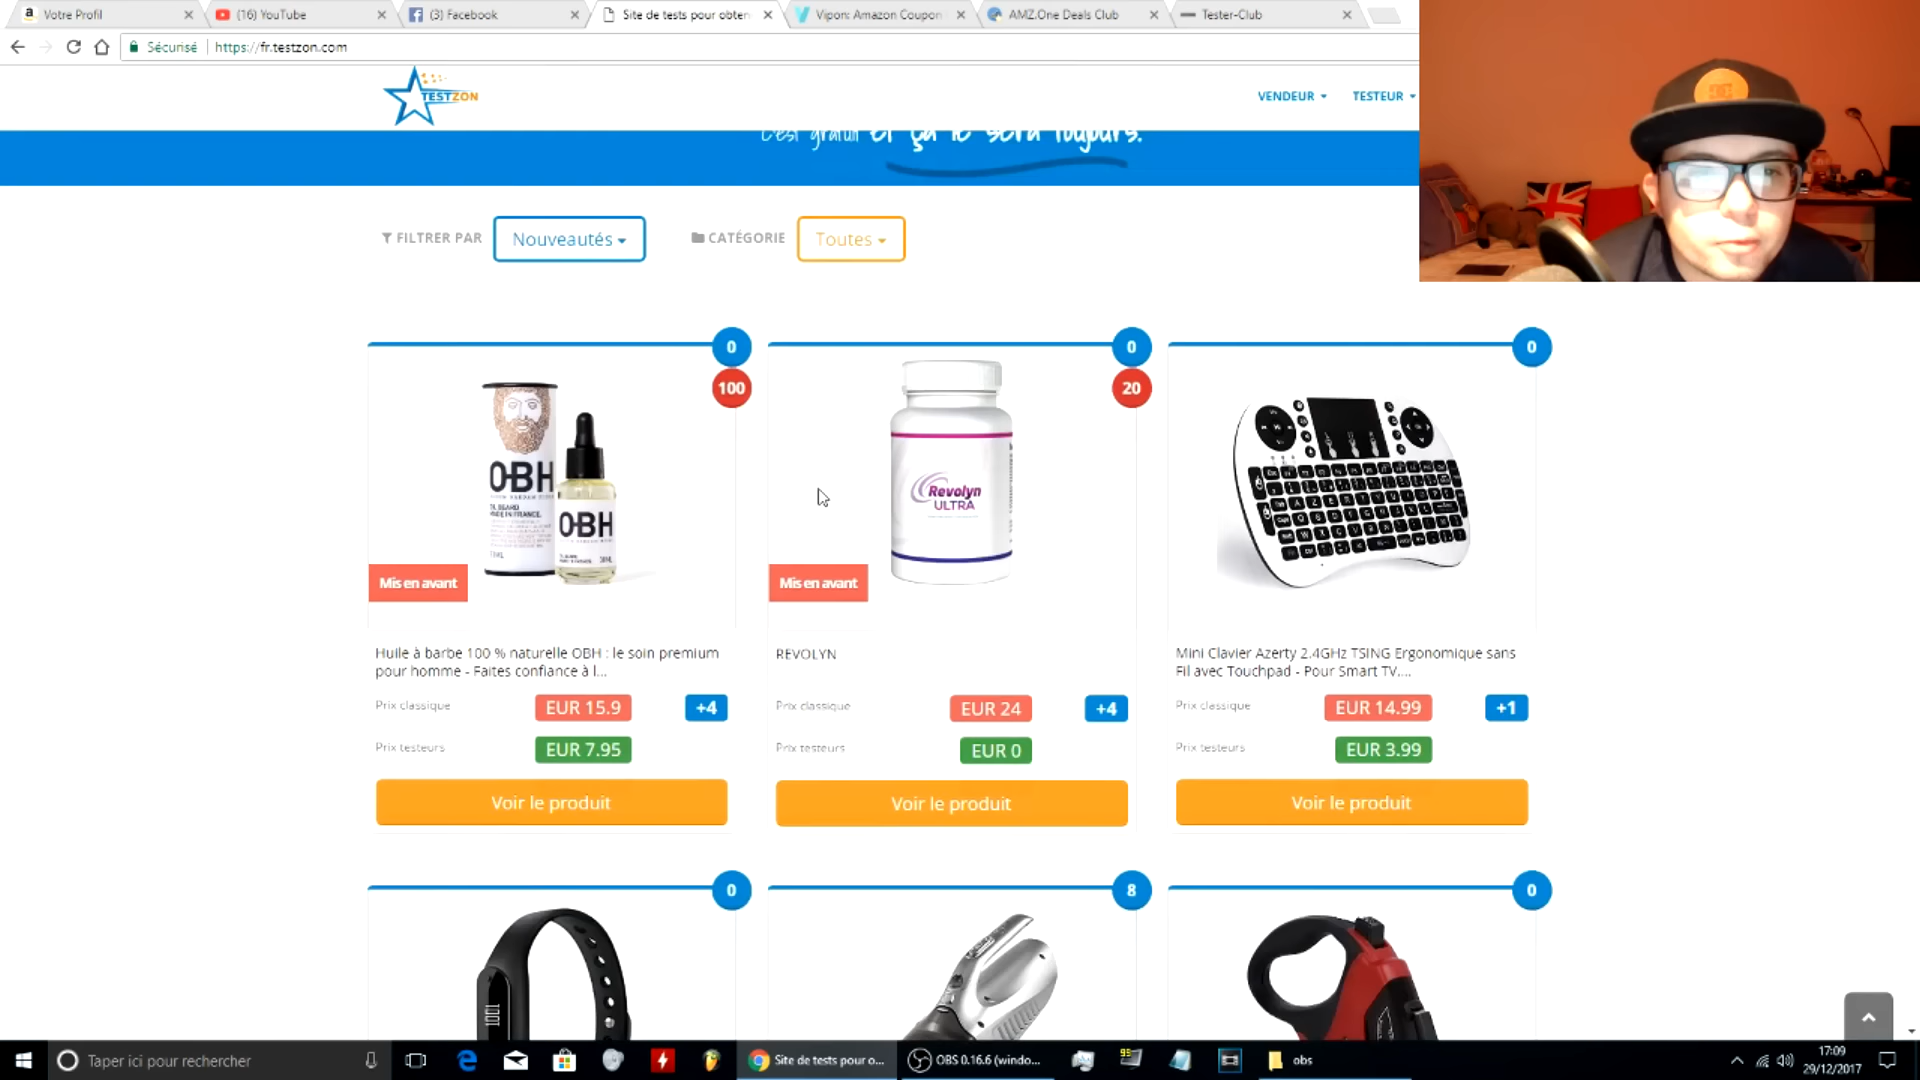 Votre Profil
(16) YouTube
(3) Facebook
Site de tests pour obten
Vipon: Amazon Coupon
AMZ.One Deals Club
Tester-Club
Sécurisé
https://fr.testzon.com
TESTZON
VENDEUR
TESTEUR
C'est gratuit et ça le sera toujours.
FILTRER PAR
Nouveautés
CATÉGORIE
Toutes
0
100
0
20
0
OBH
OBH
Revolyn
ULTRA
Mis en avant
Mis en avant
Huile à barbe 100 % naturelle OBH : le soin premium
pour homme - Faites confiance à l...
REVOLYN
Mini Clavier Azerty 2.4GHz TSING Ergonomique sans
Fil avec Touchpad - Pour Smart TV,...
Prix classique
EUR 15.9
+4
Prix classique
EUR 24
+4
Prix classique
EUR 14.99
+1
Prix testeurs
EUR 7.95
Prix testeurs
EUR 0
Prix testeurs
EUR 3.99
Voir le produit
Voir le produit
Voir le produit
0
8
0
Taper ici pour rechercher
Site de tests pour o...
OBS 0.16.6 (windo...
obs
17:09
29/12/2017